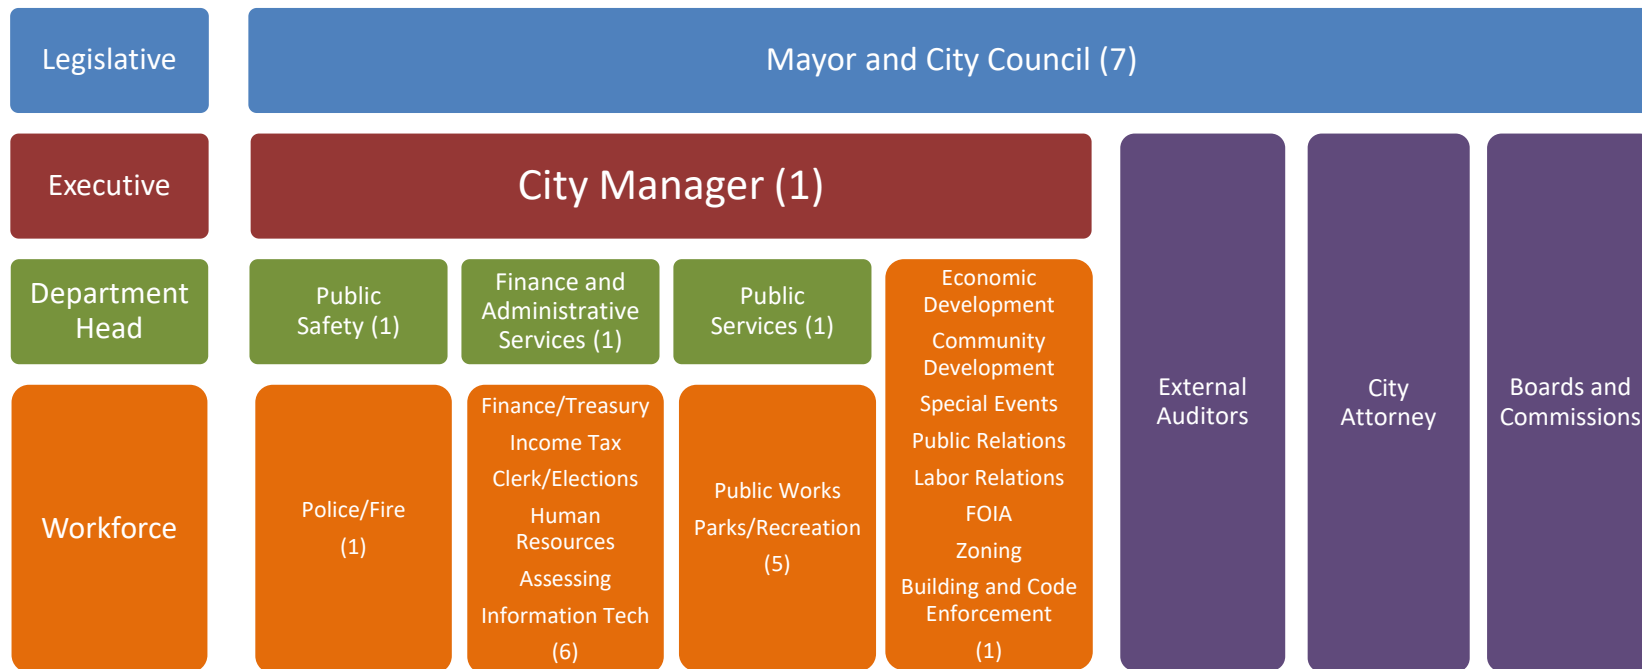 Legislative
Mayor and City Council (7)
Executive
City Manager (1)
Department
Head
Public
Safety (1)
Finance and
Administrative
Services (1)
Public
Services (1)
Economic
Development
Community
Development
Special Events
Public Relations
Labor Relations
FOIA
Zoning
Building and Code
Enforcement
(1)
External
Auditors
City
Attorney
Boards and
Commissions
Workforce
Police/Fire
(1)
Finance/Treasury
Income Tax
Clerk/Elections
Human
Resources
Assessing
Information Tech
(6)
Public Works
Parks/Recreation
(5)